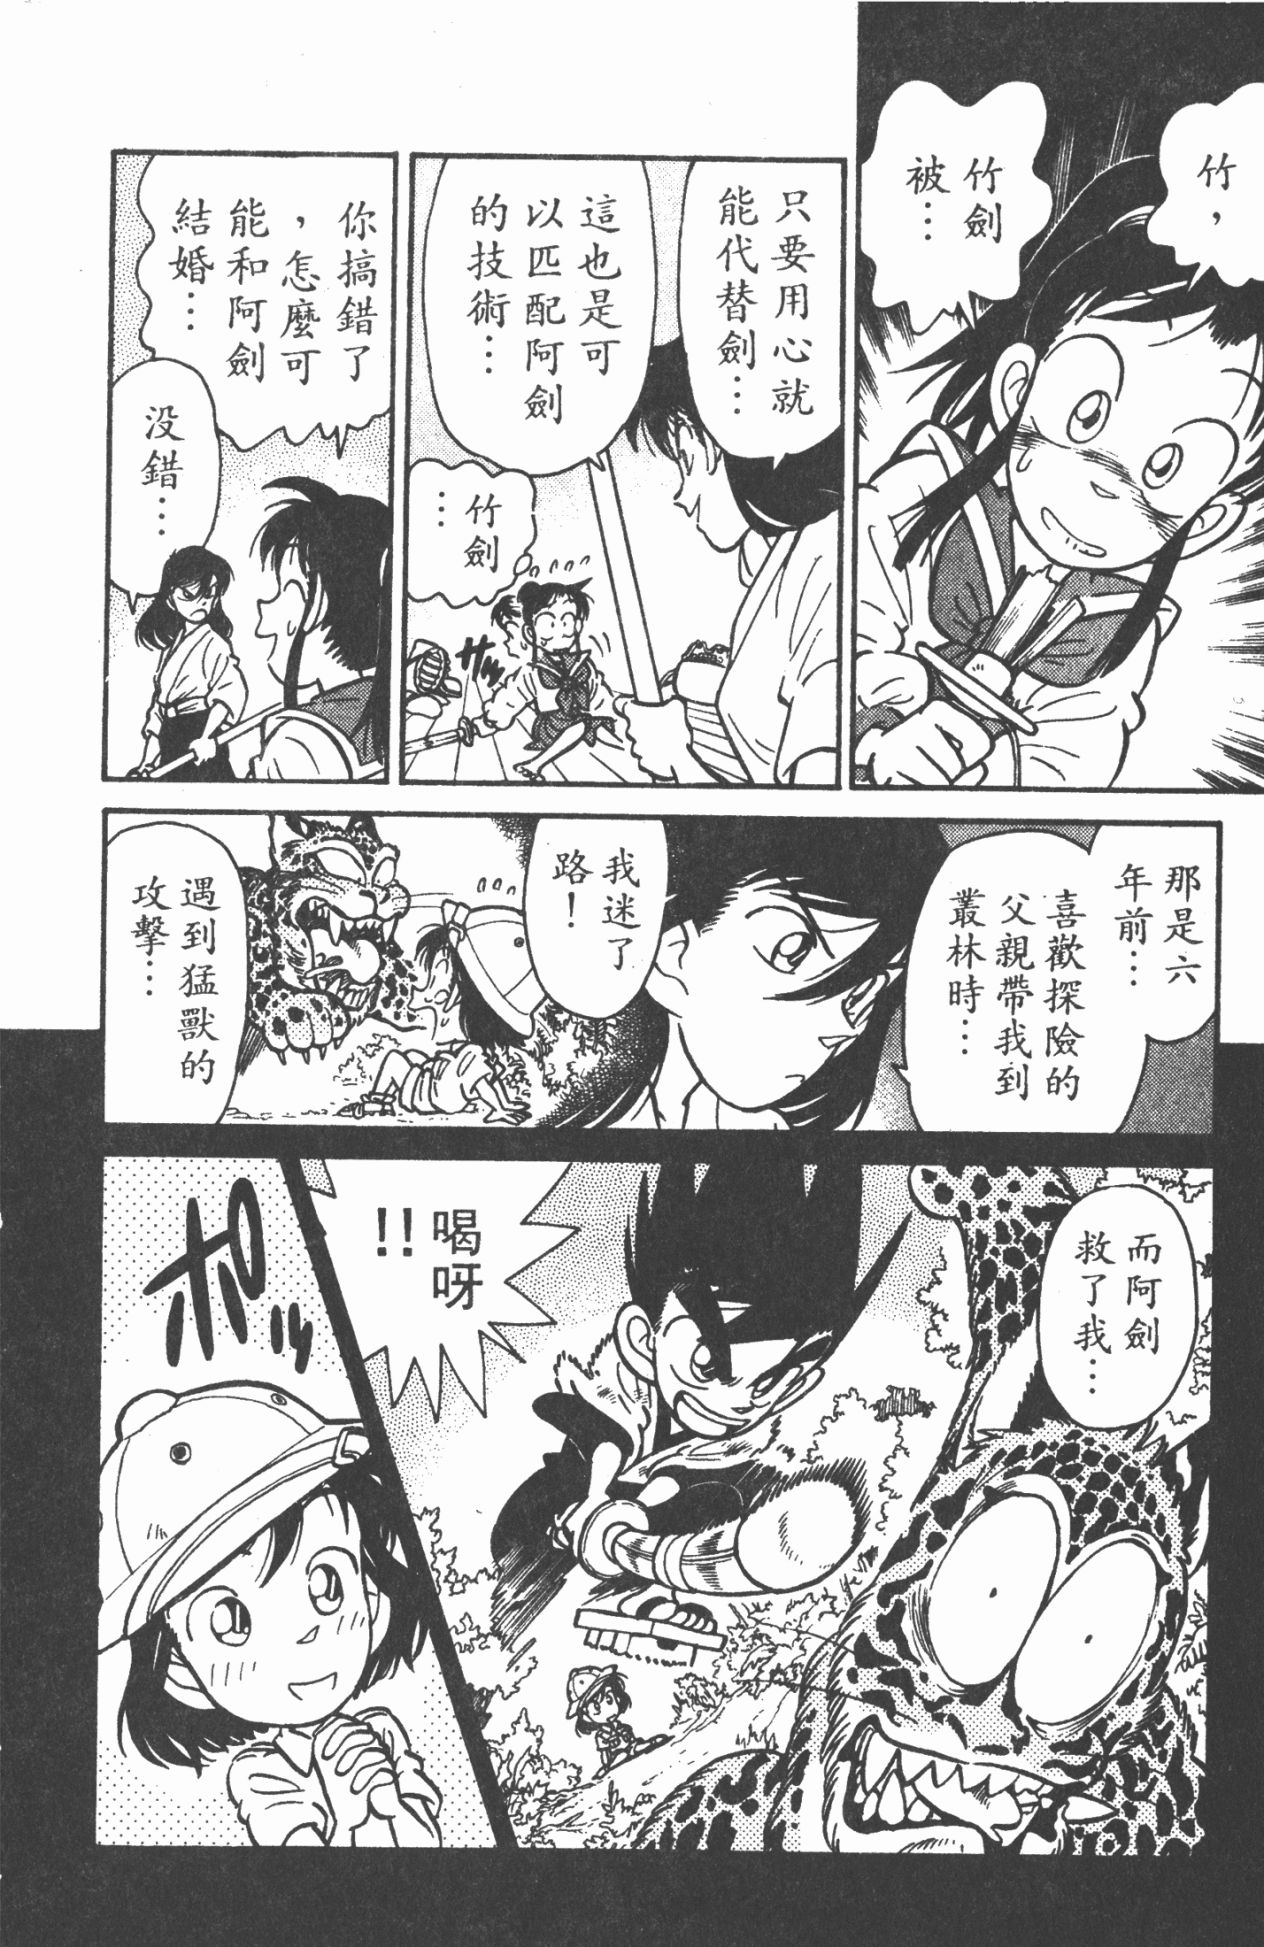 竹，
竹劍
被⋯
只要用心就
能代替劍⋯
這也是可
以匹配阿劍
的技術⋯
竹劍
⋯
ザッ
你搞錯了
，怎麼可
能和阿劍
結婚⋯
没錯⋯
那是六
年前⋯
喜歡探險的
父親帶我到
叢林時⋯
我迷了
路！
遇到猛獸的
攻擊⋯
而阿劍
救了我⋯
喝呀
!!
ポッ